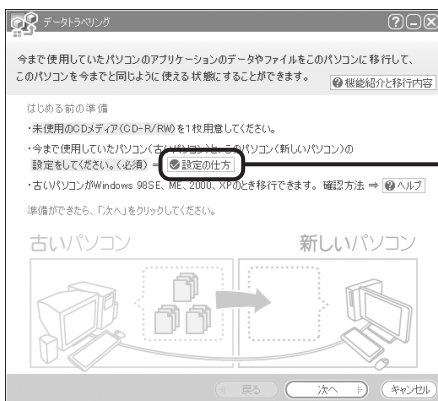 データトラベリング
今まで使用していたパソコンのアプリケーションのデータやファイルをこのパソコンに移行して、
このパソコンを今までと同じように使える状態にすることができます。
機能紹介と移行内容
はじめる前の準備
・未使用のCDメディア(CD-R/RW)を1枚用意してください。
・今まで使用していたパソコン(古いパソコン)と、このパソコン(新しいパソコン)の
設定をしてください。(必須) ⇒ 設定の仕方
・古いパソコンがWindows 98SE、ME、2000、XPのとき移行できます。 確認方法 ⇒ ヘルプ
準備ができたら、「次へ」をクリックしてください。
古いパソコン 新しいパソコン
戻る 次へ キャンセル